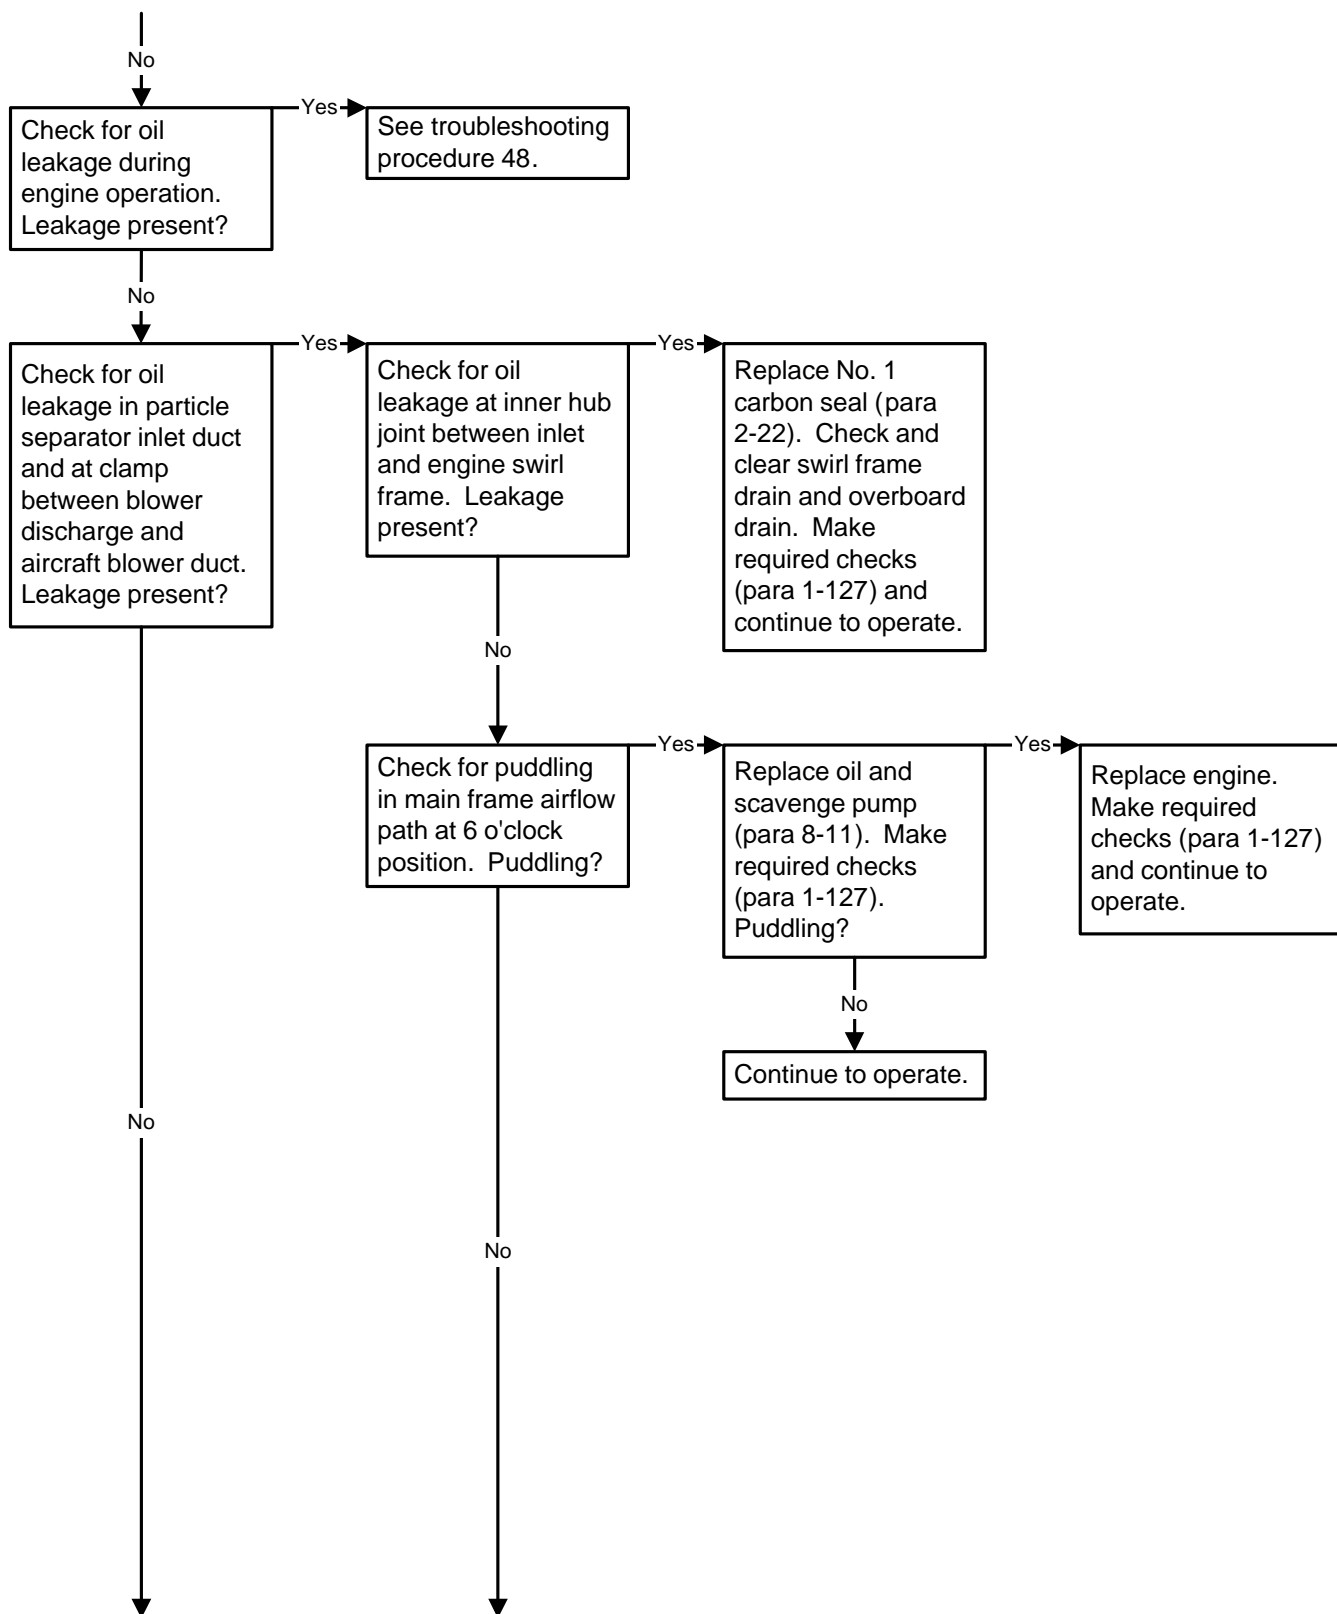 No
Check for oil
leakage during
engine operation.
Leakage present?
Yes
See troubleshooting
procedure 48.
No
Check for oil
leakage in particle
separator inlet duct
and at clamp
between blower
discharge and
aircraft blower duct.
Leakage present?
Yes
Check for oil
leakage at inner hub
joint between inlet
and engine swirl
frame.  Leakage
present?
Yes
Replace No. 1
carbon seal (para
2-22).  Check and
clear swirl frame
drain and overboard
drain.  Make
required checks
(para 1-127) and
continue to operate.
No
Check for puddling
in main frame airflow
path at 6 o'clock
position.  Puddling?
Yes
Replace oil and
scavenge pump
(para 8-11).  Make
required checks
(para 1-127).
Puddling?
Yes
Replace engine.
Make required
checks (para 1-127)
and continue to
operate.
No
Continue to operate.
No
No